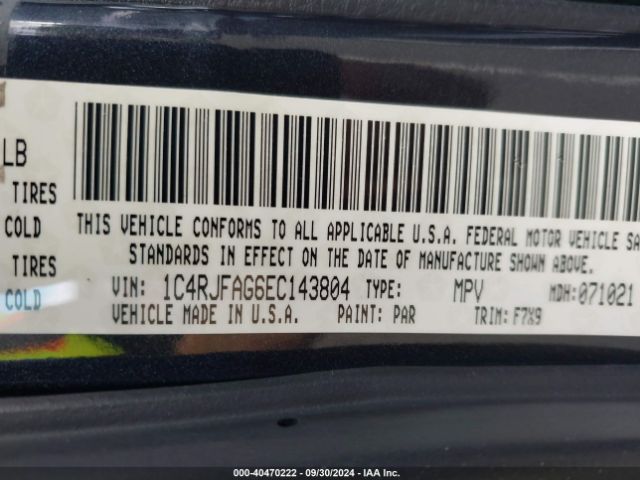 LB
TIRES
COLD
THIS VEHICLE CONFORMS TO ALL APPLICABLE U.S.A. FEDERAL MOTOR VEHICLE SA
STANDARDS IN EFFECT ON THE DATE OF MANUFACTURE SHOWN ABOVE.
TIRES
COLD
VIN: 1C4RJFAG6EC143804 TYPE: MPV MDH: 071021
VEHICLE MADE IN U.S.A. PAINT: PAR TRIM: F7X9
000-40470222 - 09/30/2024 - IAA Inc.